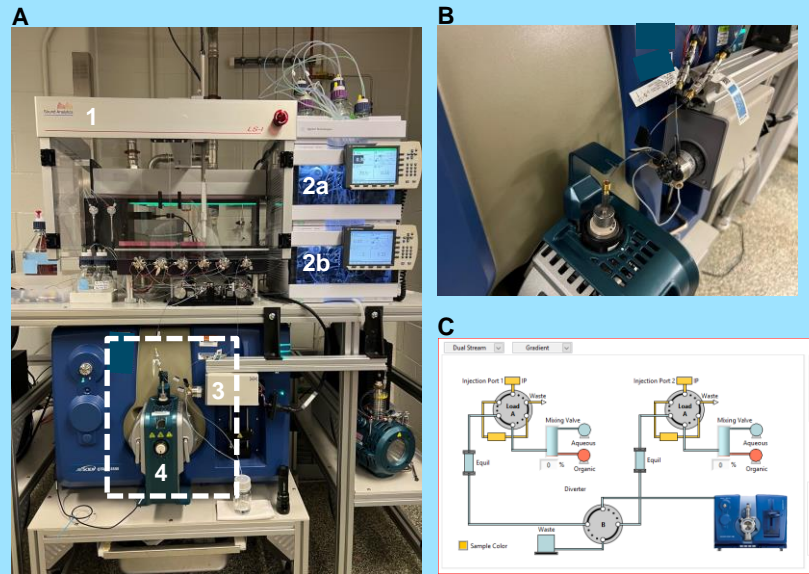 A
B
C
1
Sound Analytics
LS-1
2a
2b
3
4
Dual Stream
Gradient
Injection Port 1
IP
Waste
Load
A
Mixing Valve
Aqueous
0 %
Organic
Equil
Injection Port 2
IP
Waste
Load
A
Mixing Valve
Aqueous
0 %
Organic
Equil
Diverter
B
Waste
Sample Color